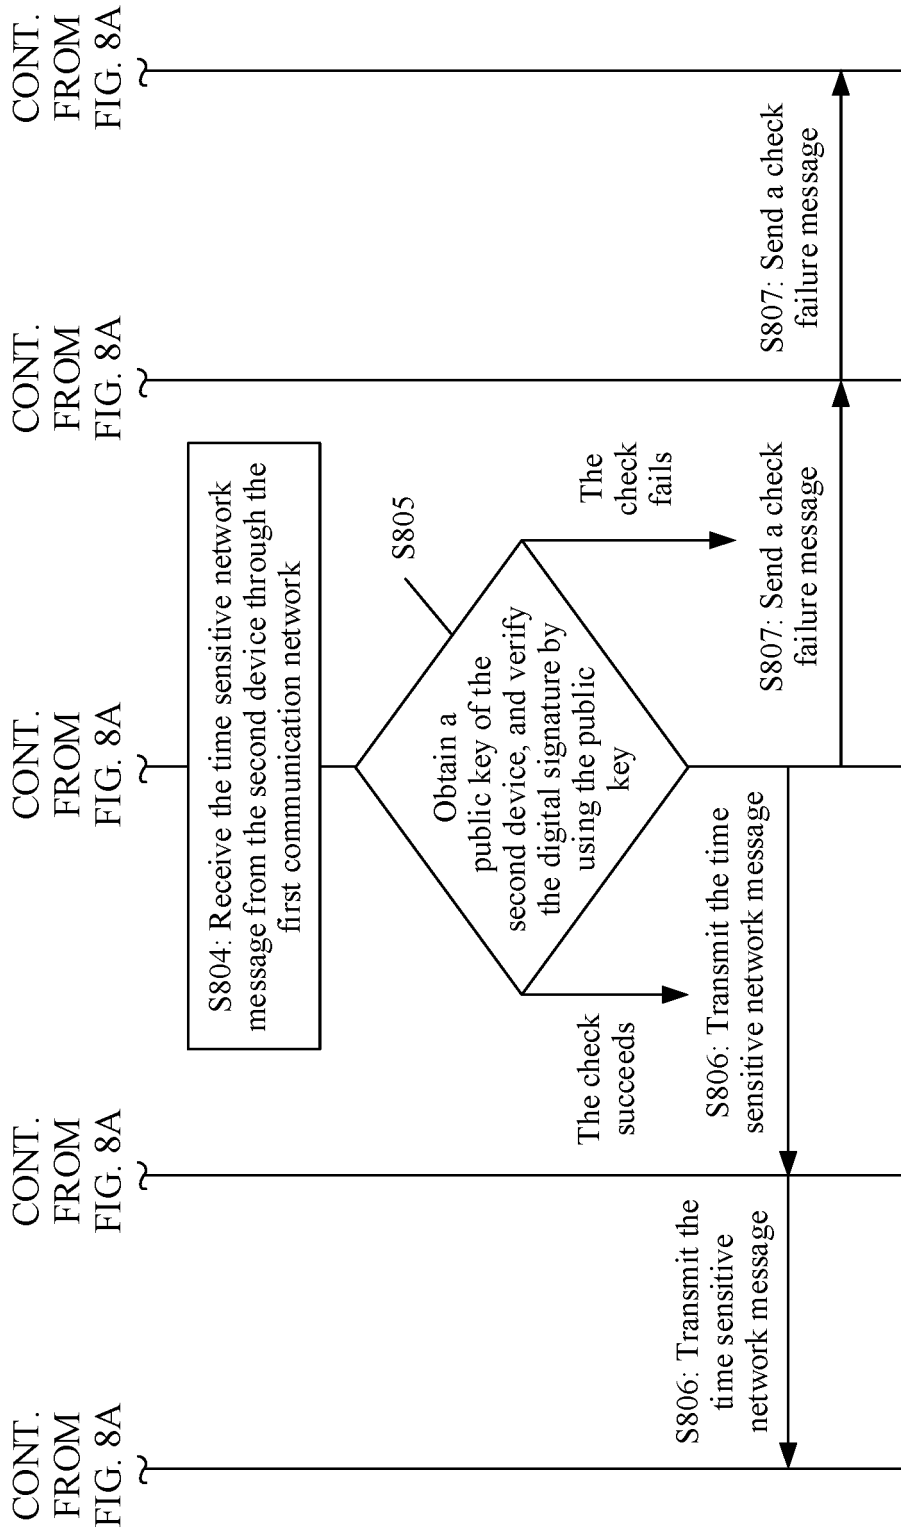 CONT.
FROM
FIG. 8A
CONT.
FROM
FIG. 8A
CONT.
FROM
FIG. 8A
CONT.
FROM
FIG. 8A
CONT.
FROM
FIG. 8A
S804: Receive the time sensitive network
message from the second device through the
first communication network
S805
Obtain a
public key of the
second device, and verify
the digital signature by
using the public
key
The check
succeeds
The
check
fails
S806: Transmit the
time sensitive
network message
S806: Transmit the time
sensitive network message
S807: Send a check
failure message
S807: Send a check
failure message